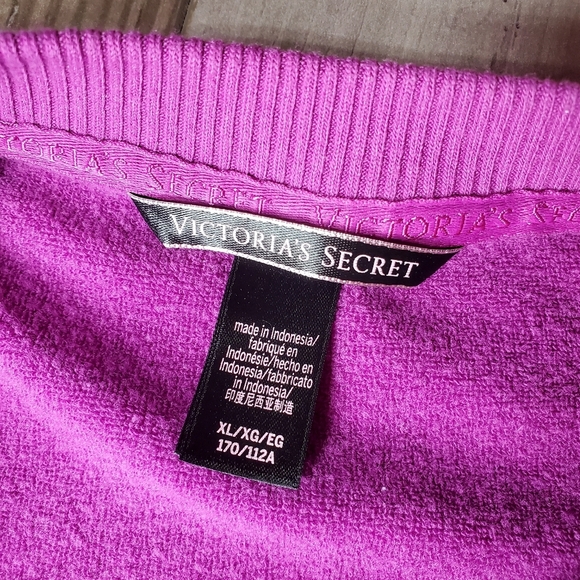 VICTORIA'S SECRET VICTORIA'S SECRET
VICTORIA'S SECRET
made in Indonesia/
fabriqué en
Indonésie/hecho en
Indonesia/fabbricato
in Indonesia/
印度尼西亚制造
XL/XG/EG
170/112A